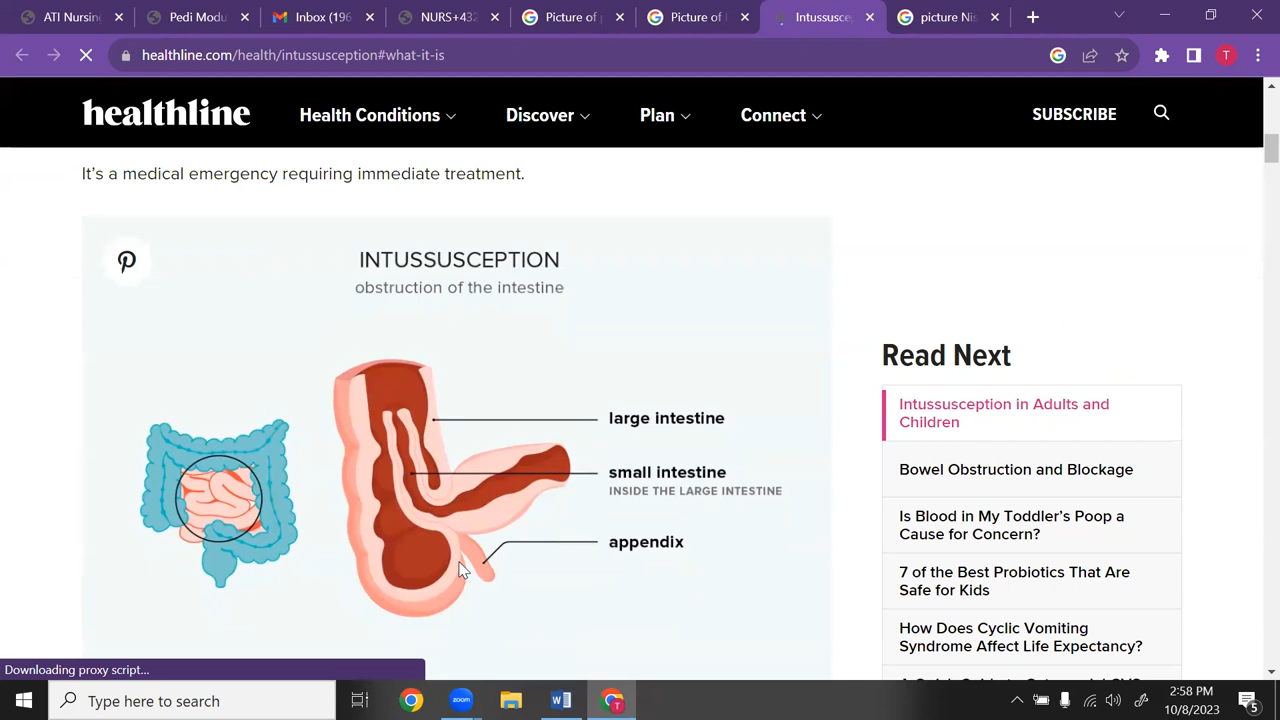 ATI Nursin
Pedi Modu
Inbox (196
NURS+432
Picture of p
Picture of
Intussusce
picture Nis
healthline.com/health/intussusception#what-it-is
T
healthline
Health Conditions
Discover
Plan
Connect
SUBSCRIBE
It's a medical emergency requiring immediate treatment.
INTUSSUSCEPTION
obstruction of the intestine
large intestine
small intestine
INSIDE THE LARGE INTESTINE
appendix
Read Next
Intussusception in Adults and
Children
Bowel Obstruction and Blockage
Is Blood in My Toddler's Poop a
Cause for Concern?
7 of the Best Probiotics That Are
Safe for Kids
How Does Cyclic Vomiting
Syndrome Affect Life Expectancy?
Downloading proxy script...
Type here to search
zoom
T
2:58 PM
10/8/2023
5